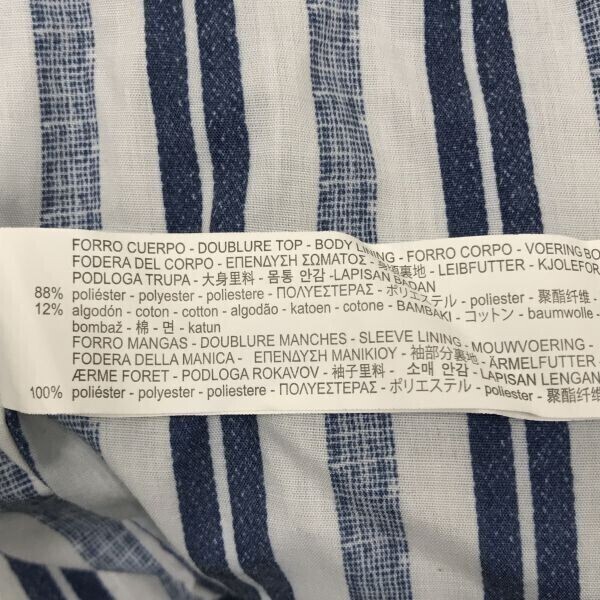 FORRO CUERPO - DOUBLURE TOP - BODY LINING - FORRO CORPO - VOERING BO
FODERA DEL CORPO - ΕΠΕΝΔΥΣΗ ΣΩΜΑΤΟΣ - 身頃裏地 - LEIBFUTTER - KJOLEFOR
PODLOGA TRUPA - 大身里料 - 몸통 안감 -LAPISAN BADAN
88% poliéster - polyester - poliestere - ΠΟΛΥΕΣΤΕΡΑΣ - ポリエステル - poliester - 聚酯纤维 -
12% algodón - coton - cotton - algodão - katoen - cotone - ΒΑΜΒΑΚΙ - コットン - baumwolle -
bombaž - 棉 - 면 - katun
FORRO MANGAS - DOUBLURE MANCHES - SLEEVE LINING - MOUWVOERING -
FODERA DELLA MANICA - ΕΠΕΝΔΥΣΗ ΜΑΝΙΚΙΟΥ - 袖部分裏地 - ÄRMELFUTTER -
ÆRME FORET - PODLOGA ROKAVOV - 袖子里料 - 소매 안감 - LAPISAN LENGAN
100% poliéster - polyester - poliestere - ΠΟΛΥΕΣΤΕΡΑΣ - ポリエステル - poliester - 聚酯纤维